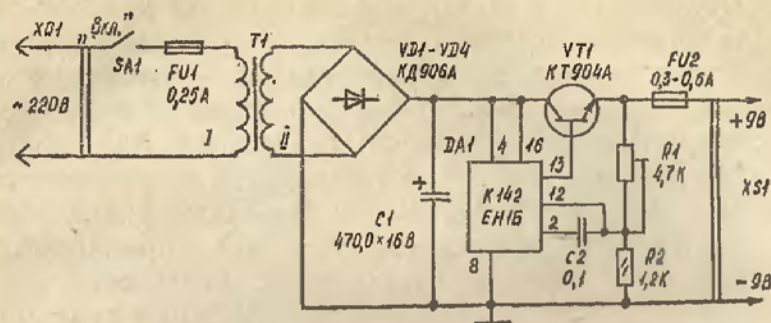 XP1
„Вкл."
SA1
FU1
0,25А
~220В
T1
I
II
VD1-VD4
КД906А
C1
470,0×16В
+
DA1
4
16
К142
ЕН1Б
13
12
2
8
C2
0,1
VT1
КТ904А
FU2
0,3-0,5А
R1
4,7К
R2
1,2К
+9В
XS1
-9В